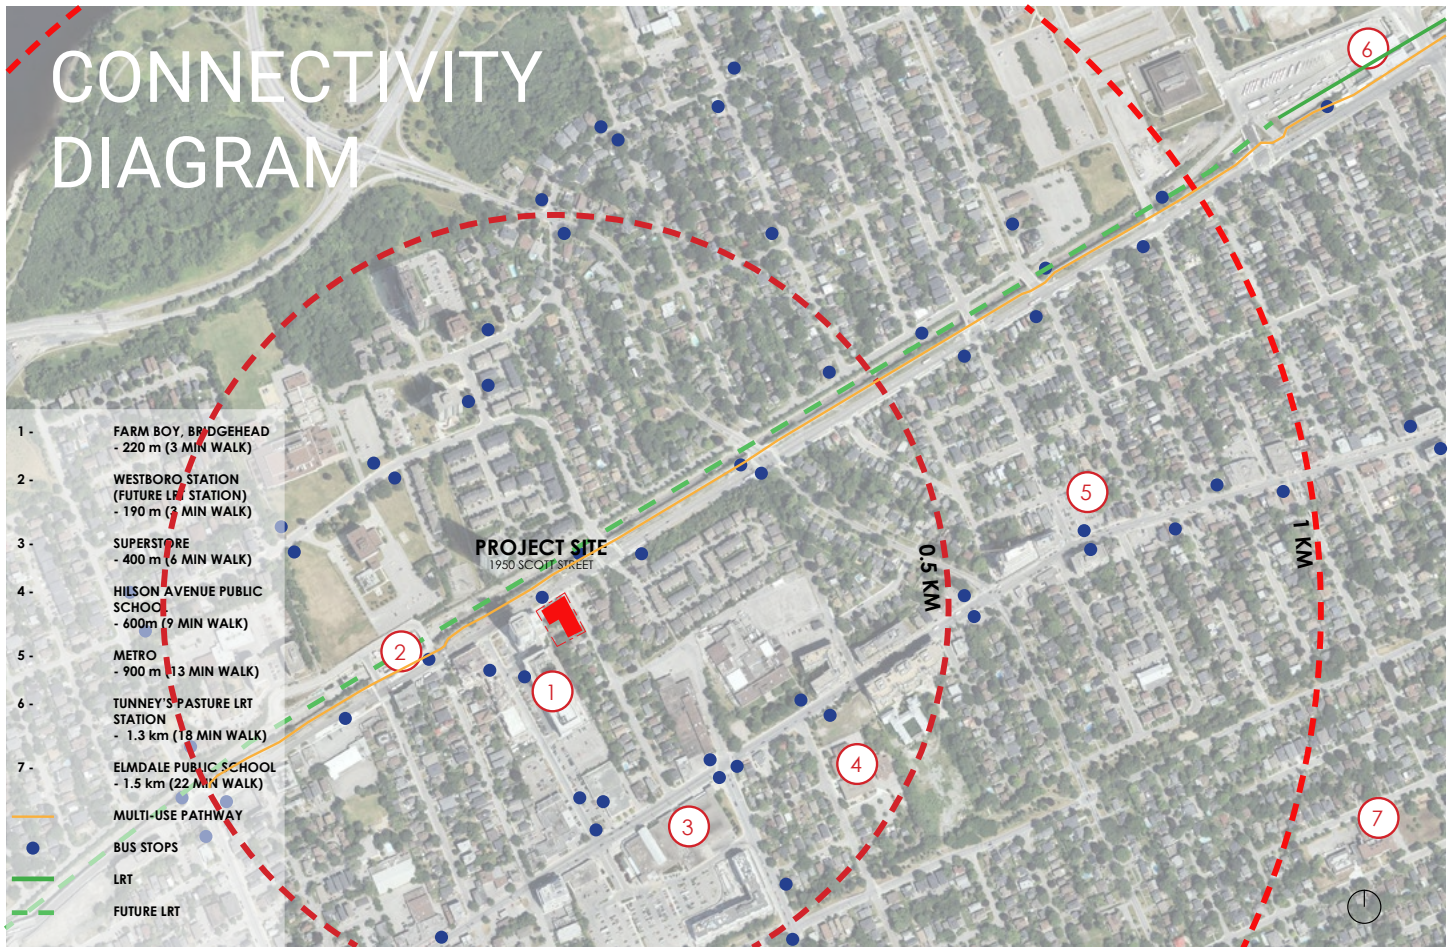 CONNECTIVITY
DIAGRAM
6
1 - FARM BOY, BRIDGEHEAD
- 220 m (3 MIN WALK)
2 - WESTBORO STATION
(FUTURE LRT STATION)
- 190 m (3 MIN WALK)
3 - SUPERSTORE
- 400 m (6 MIN WALK)
4 - HILSON AVENUE PUBLIC
SCHOOL
- 600m (9 MIN WALK)
5 - METRO
- 900 m (13 MIN WALK)
6 - TUNNEY'S PASTURE LRT
STATION
- 1.3 km (18 MIN WALK)
7 - ELMDALE PUBLIC SCHOOL
- 1.5 km (22 MIN WALK)
MULTI-USE PATHWAY
BUS STOPS
LRT
FUTURE LRT
PROJECT SITE
1950 SCOTT STREET
5
1 KM
0.5 KM
2
1
4
3
7